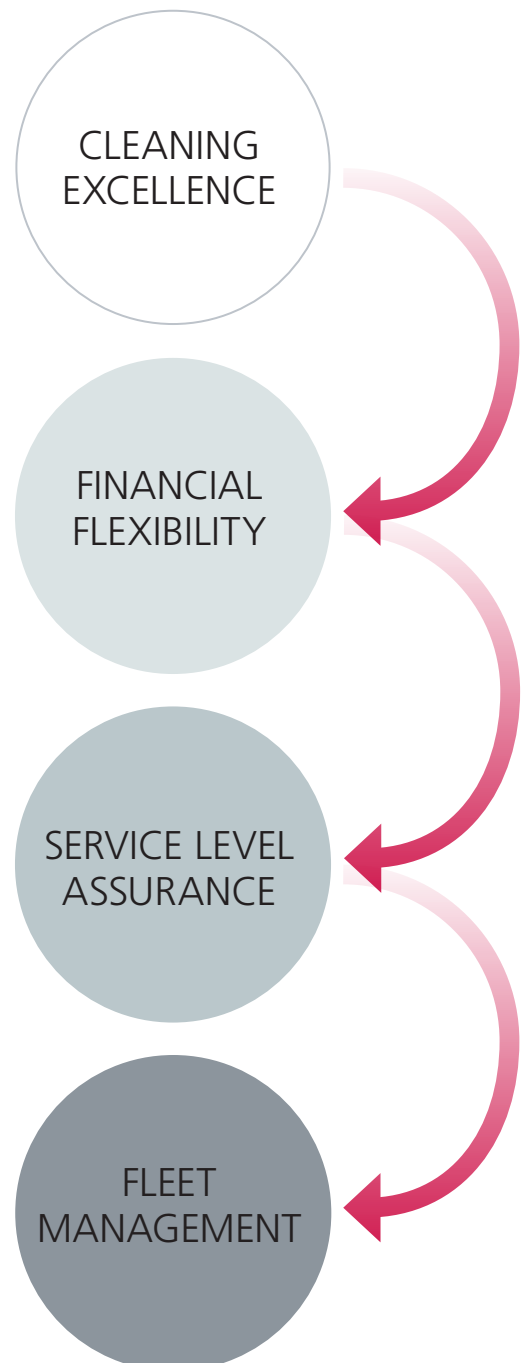 CLEANING
EXCELLENCE
FINANCIAL
FLEXIBILITY
SERVICE LEVEL
ASSURANCE
FLEET
MANAGEMENT